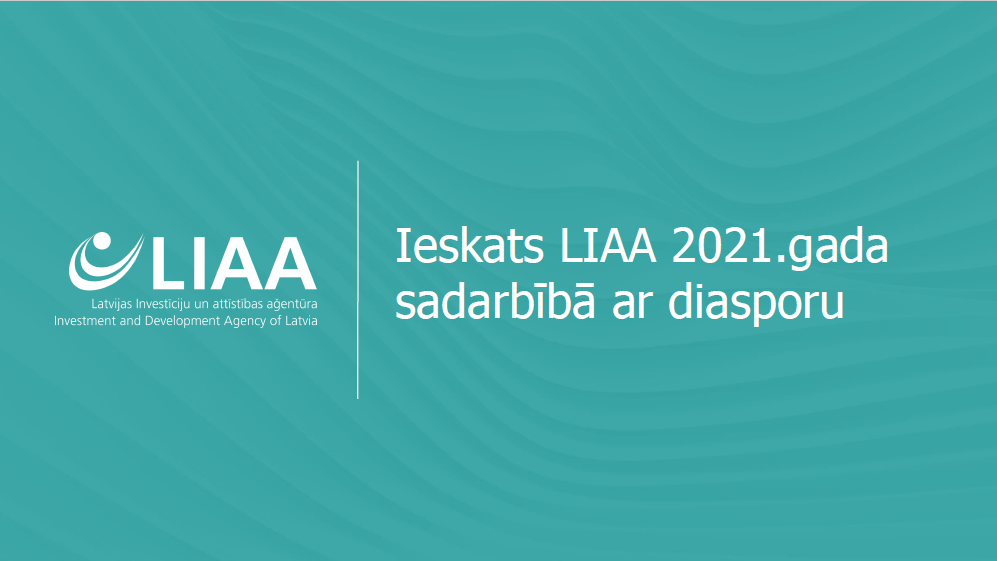 LIAA
Latvijas Investīciju un attīstības aģentūra
Investment and Development Agency of Latvia
Ieskats LIAA 2021.gada
sadarbībā ar diasporu